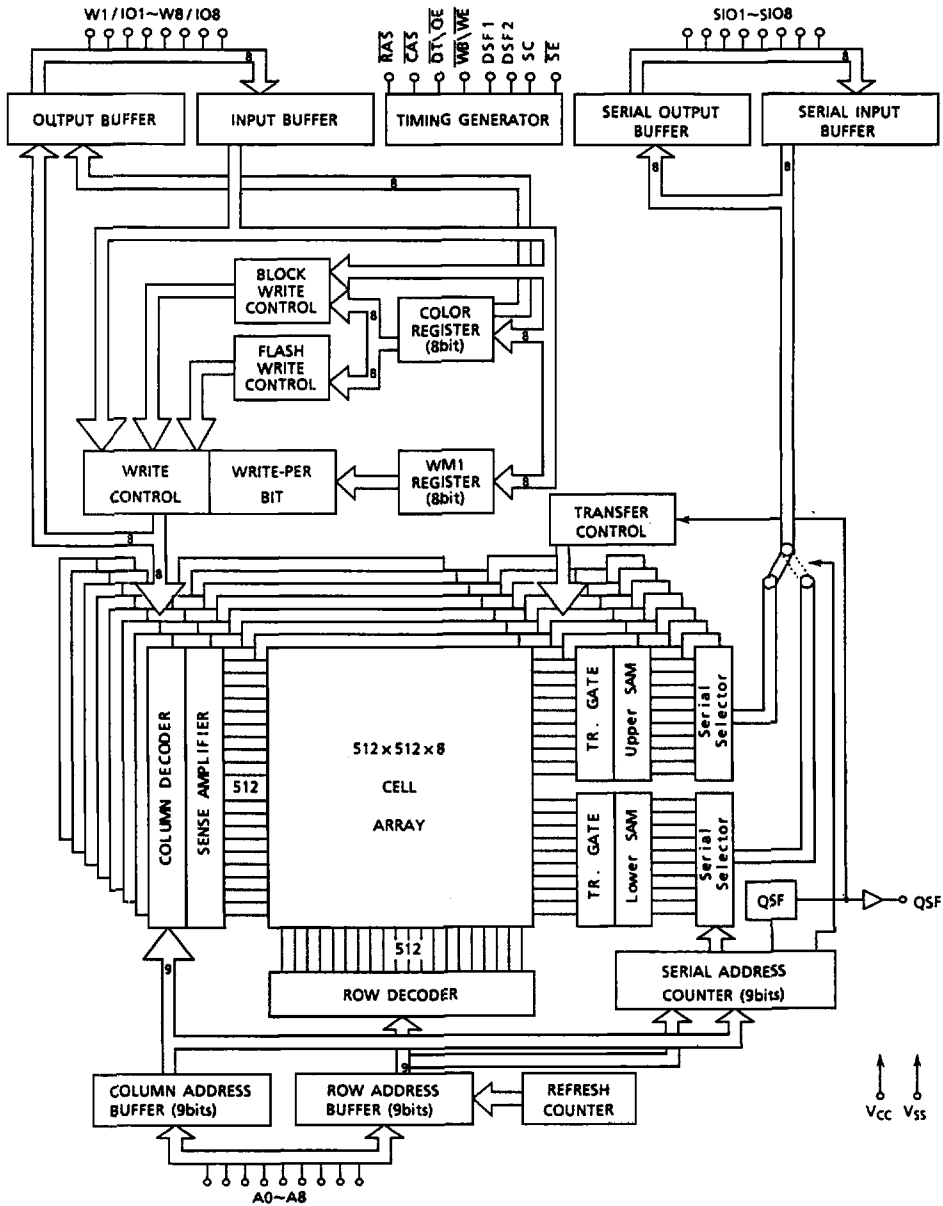 W1/IO1~W8/IO8
SIO1~SIO8
RAS
CAS
DT\OE
WB\WE
DSF1
DSF2
SC
SE
8
8
OUTPUT BUFFER
INPUT BUFFER
TIMING GENERATOR
SERIAL OUTPUT
BUFFER
SERIAL INPUT
BUFFER
8
8
8
BLOCK
WRITE
CONTROL
8
COLOR
REGISTER
(8bit)
8
FLASH
WRITE
CONTROL
8
WRITE
CONTROL
WRITE-PER
BIT
WM1
REGISTER
(8bit)
8
TRANSFER
CONTROL
8
8
COLUMN DECODER
SENSE AMPLIFIER
512
512x512x8
CELL
ARRAY
TR. GATE
Upper SAM
Serial
Selector
TR. GATE
Lower SAM
Serial
Selector
QSF
QSF
512
9
ROW DECODER
SERIAL ADDRESS
COUNTER (9bits)
9
COLUMN ADDRESS
BUFFER (9bits)
ROW ADDRESS
BUFFER (9bits)
REFRESH
COUNTER
VCC
VSS
A0~A8